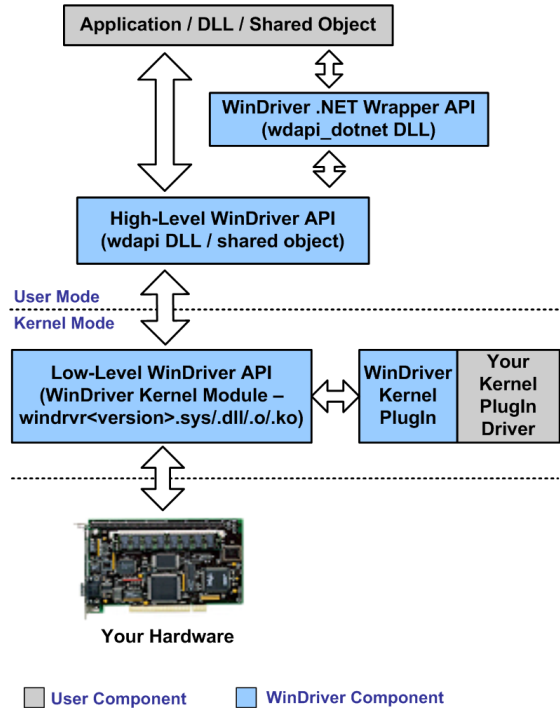 Application / DLL / Shared Object
WinDriver .NET Wrapper API
(wdapi_dotnet DLL)
High-Level WinDriver API
(wdapi DLL / shared object)
User Mode
Kernel Mode
Low-Level WinDriver API
(WinDriver Kernel Module –
windrvr<version>.sys/.dll/.o/.ko)
WinDriver
Kernel
PlugIn
Your
Kernel
PlugIn
Driver
Your Hardware
User Component
WinDriver Component